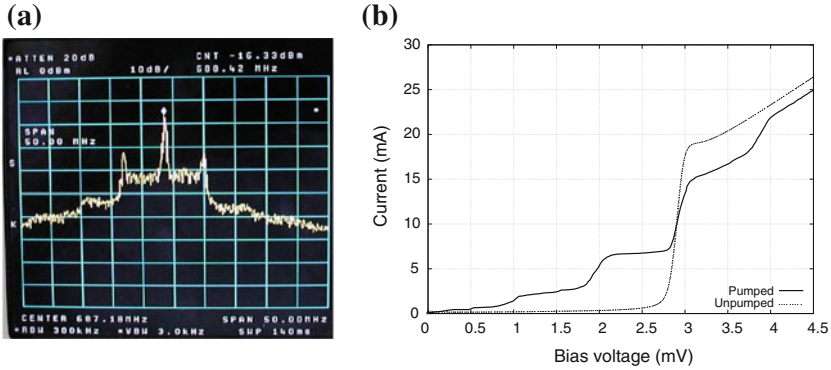 (a)
*ATTEN 20dB CNT -16.33dBm
RL 0dBm 10dB/ 688.42 MHz
SPAN
50.00 MHz
S
K
CENTER 687.18MHz SPAN 50.00MHz
*RBW 300kHz *VBW 3.0kHz SWP 140ms
(b)
Current (mA)
30
25
20
15
10
5
0
Pumped
Unpumped
0 0.5 1 1.5 2 2.5 3 3.5 4 4.5
Bias voltage (mV)